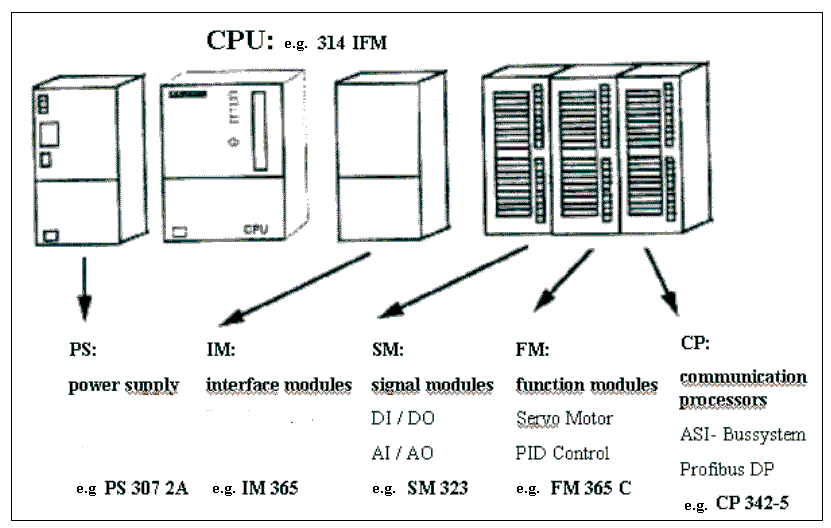 CPU: e.g. 314 IFM
CPU
PS:
power supply
e.g PS 307 2A
IM:
interface modules
e.g. IM 365
SM:
signal modules
DI / DO
AI / AO
e.g. SM 323
FM:
function modules
Servo Motor
PID Control
e.g. FM 365 C
CP:
communication
processors
ASI- Bussystem
Profibus DP
e.g. CP 342-5